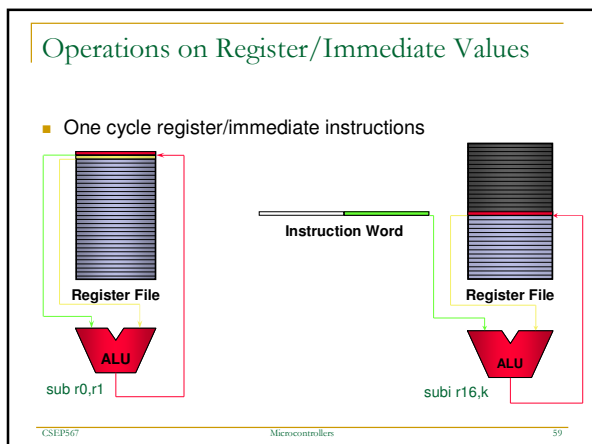 Operations on Register/Immediate Values
One cycle register/immediate instructions
Instruction Word
Register File
Register File
ALU
ALU
sub r0,r1
subi r16,k
CSEP567
Microcontrollers
59